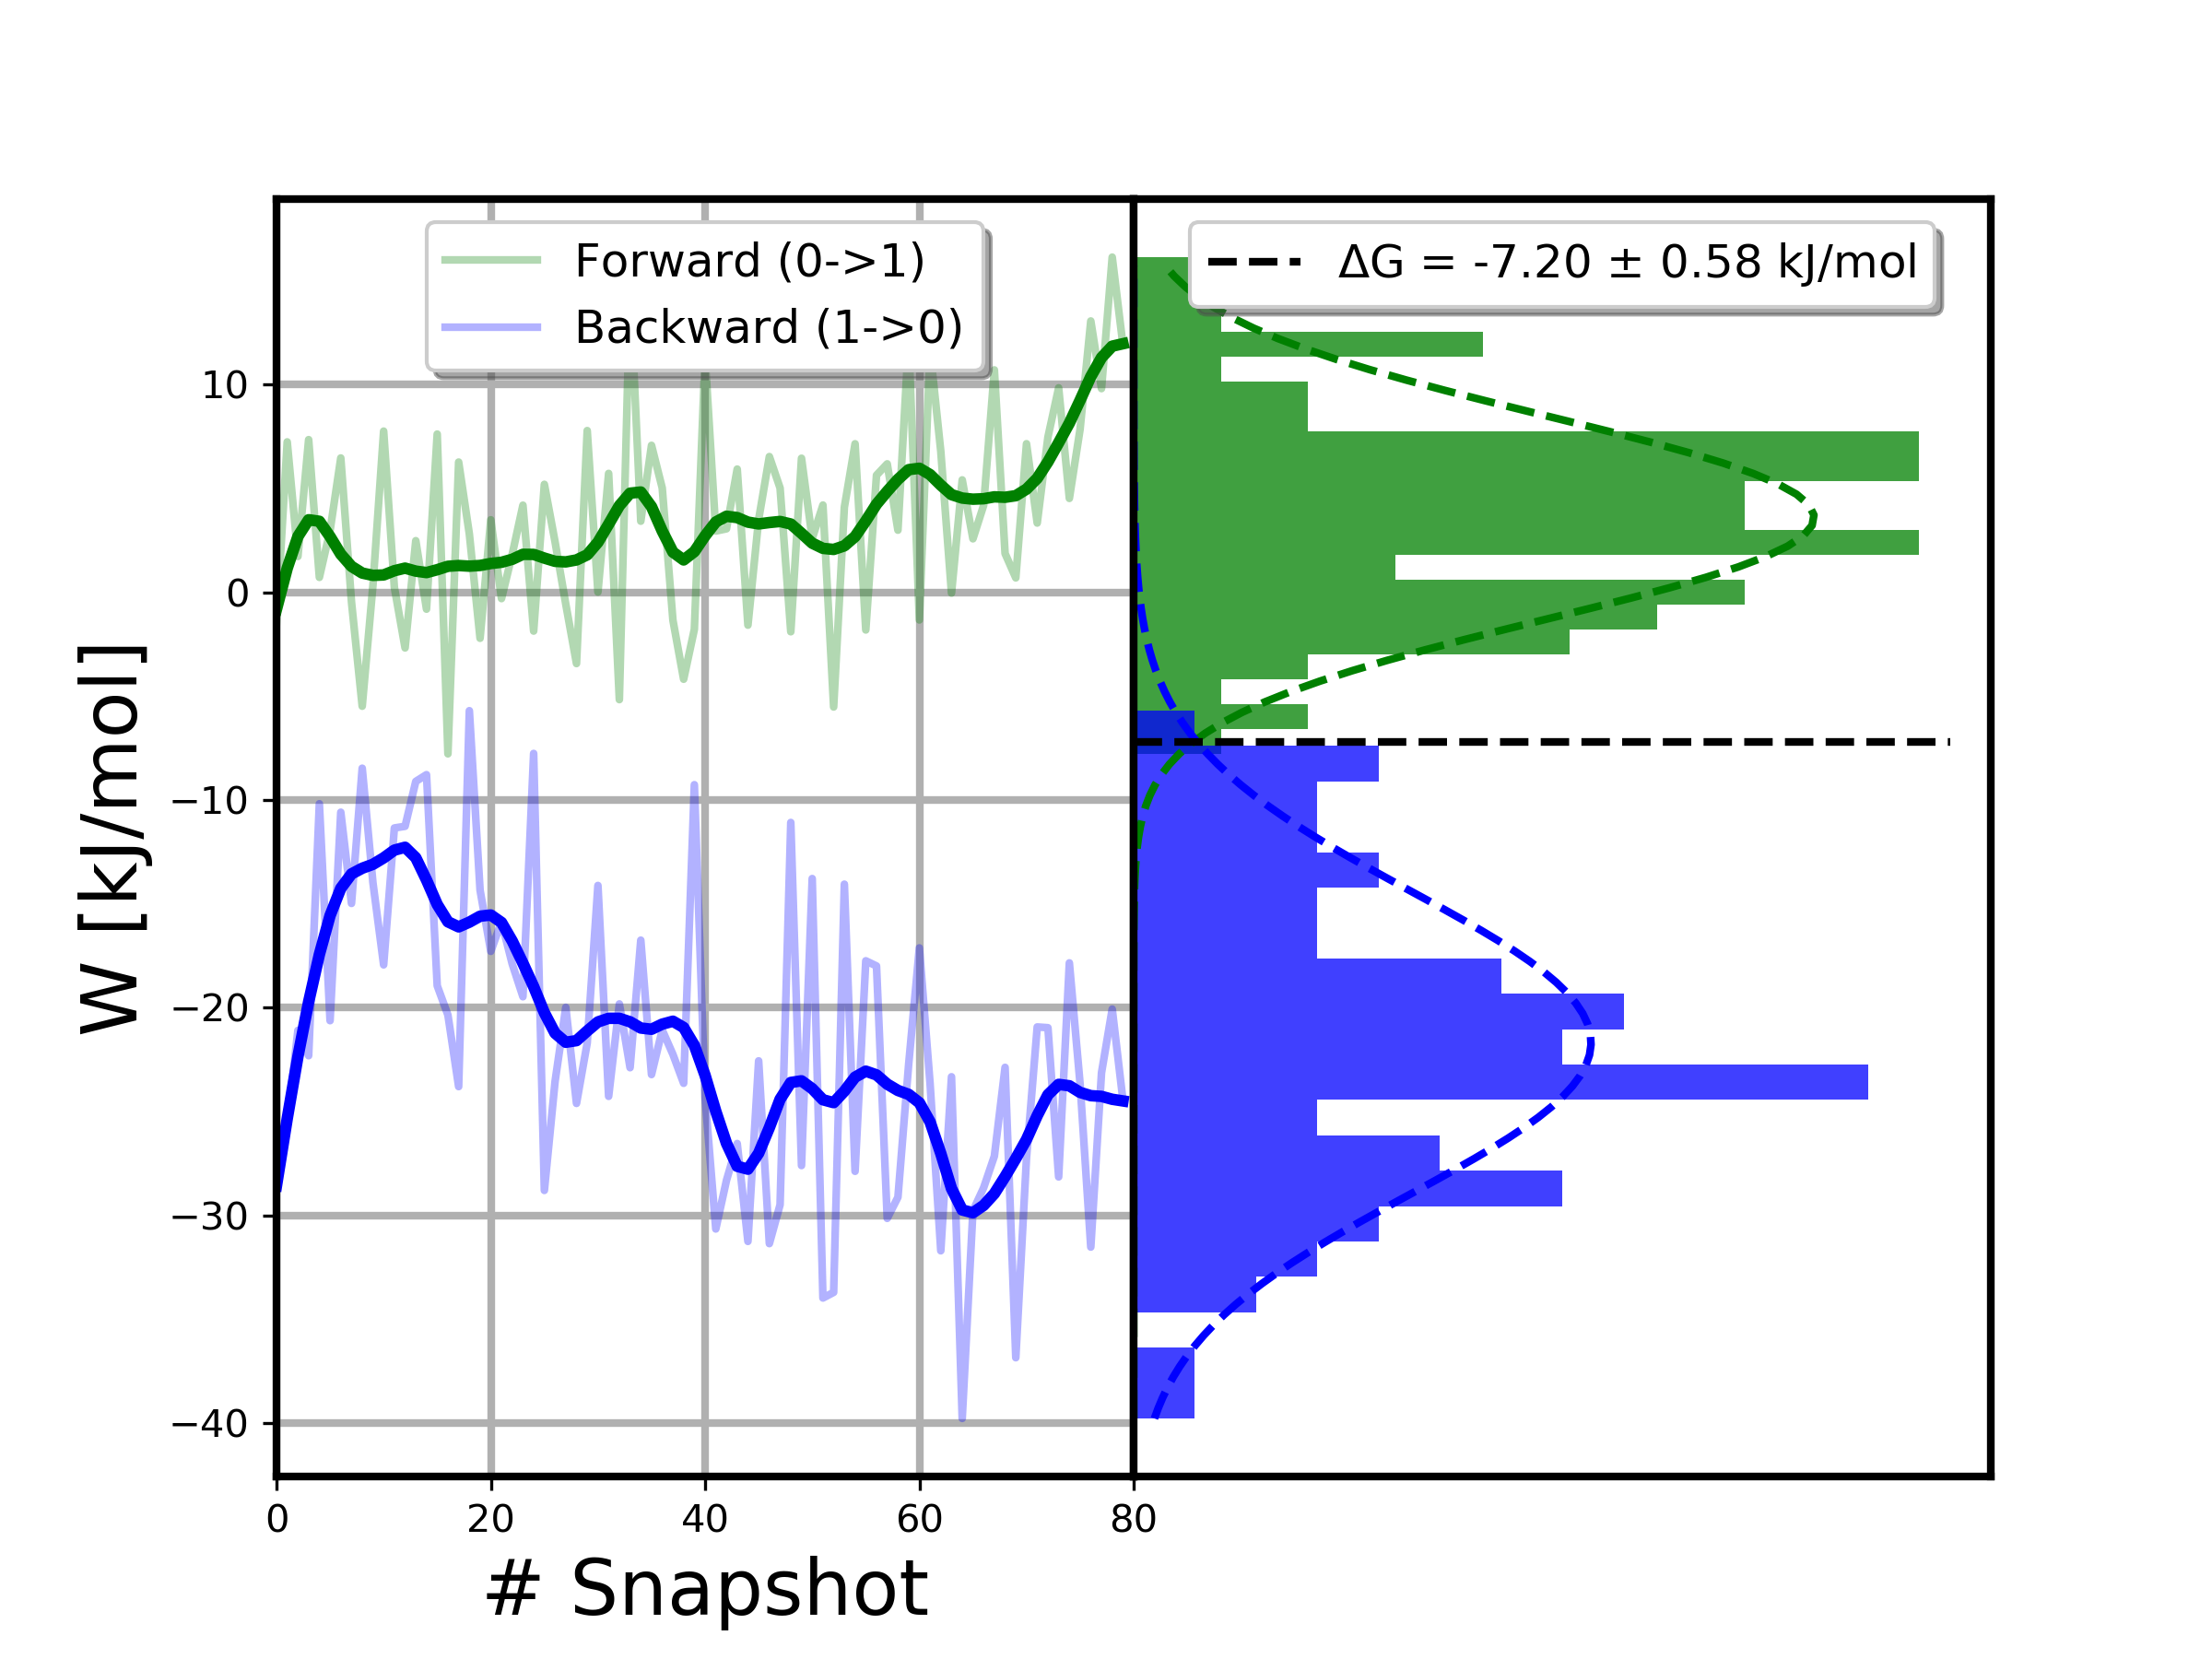 Forward (0->1)
Backward (1->0)
ΔG = -7.20 ± 0.58 kJ/mol
W [kJ/mol]
10
0
−10
−20
−30
−40
0 20 40 60 80
# Snapshot